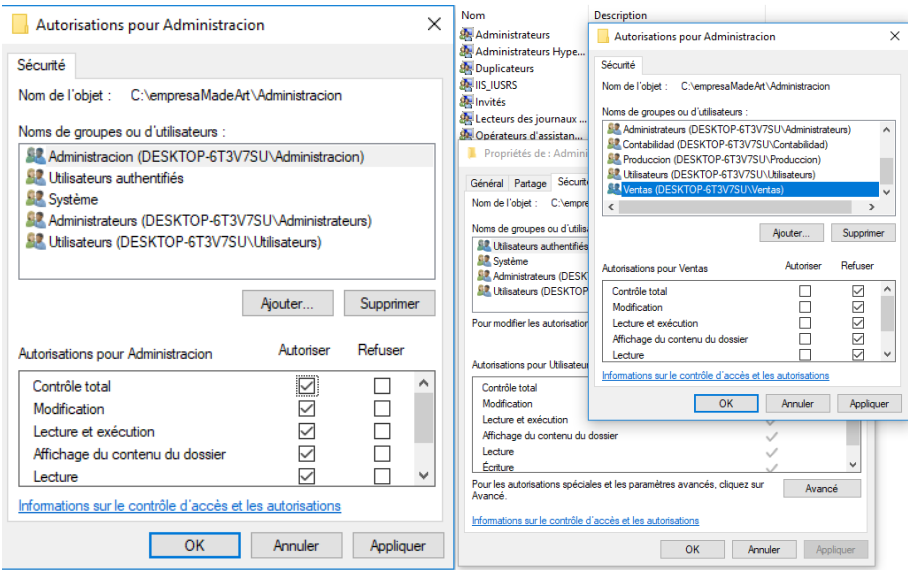 Autorisations pour Administracion
Sécurité
Nom de l'objet : C:\empresaMadeArt\Administracion
Noms de groupes ou d'utilisateurs :
Administracion (DESKTOP-6T3V7SU\Administracion)
Utilisateurs authentifiés
Système
Administrateurs (DESKTOP-6T3V7SU\Administrateurs)
Utilisateurs (DESKTOP-6T3V7SU\Utilisateurs)
Ajouter... Supprimer
Autorisations pour Administracion Autoriser Refuser
Contrôle total
Modification
Lecture et exécution
Affichage du contenu du dossier
Lecture
Informations sur le contrôle d'accès et les autorisations
OK Annuler Appliquer
Nom Description
Administrateurs
Administrateurs Hype...
Duplicateurs
IIS_IUSRS
Invités
Lecteurs des journaux ...
Opérateurs d'assistan...
Propriétés de : Admini
Général Partage Sécurit
Nom de l'objet : C:\empre
Noms de groupes ou d'utilis
Utilisateurs authentifiés
Système
Administrateurs (DESK
Utilisateurs (DESKTOP
Pour modifier les autorisation
Autorisations pour Utilisateu
Contrôle total
Modification
Lecture et exécution
Affichage du contenu du dossier
Lecture
Écriture
Pour les autorisations spéciales et les paramètres avancés, cliquez sur
Avancé.
Avancé
Informations sur le contrôle d'accès et les autorisations
OK Annuler Appliquer
Autorisations pour Administracion
Sécurité
Nom de l'objet : C:\empresaMadeArt\Administracion
Noms de groupes ou d'utilisateurs :
Administrateurs (DESKTOP-6T3V7SU\Administrateurs)
Contabilidad (DESKTOP-6T3V7SU\Contabilidad)
Produccion (DESKTOP-6T3V7SU\Produccion)
Utilisateurs (DESKTOP-6T3V7SU\Utilisateurs)
Ventas (DESKTOP-6T3V7SU\Ventas)
Ajouter... Supprimer
Autorisations pour Ventas Autoriser Refuser
Contrôle total
Modification
Lecture et exécution
Affichage du contenu du dossier
Lecture
Informations sur le contrôle d'accès et les autorisations
OK Annuler Appliquer